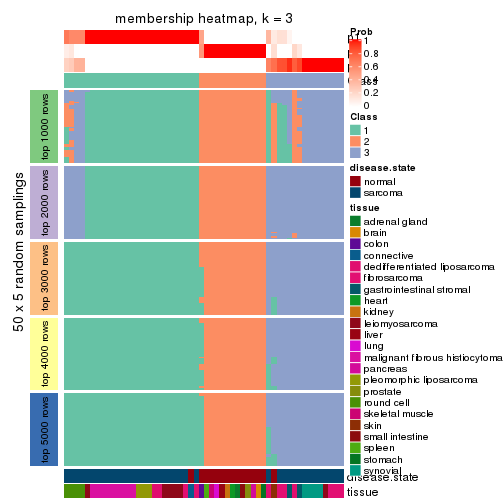 membership heatmap, k = 3
Prob
1
0.8
0.6
0.4
0.2
0
Class
1
2
3
disease.state
normal
sarcoma
tissue
adrenal gland
brain
colon
connective
dedifferentiated liposarcoma
fibrosarcoma
gastrointestinal stromal
heart
kidney
leiomyosarcoma
liver
lung
malignant fibrous histiocytoma
pancreas
pleomorphic liposarcoma
prostate
round cell
skeletal muscle
skin
small intestine
spleen
stomach
synovial
50 x 5 random samplings
top 1000 rows
top 2000 rows
top 3000 rows
top 4000 rows
top 5000 rows
disease.state
tissue